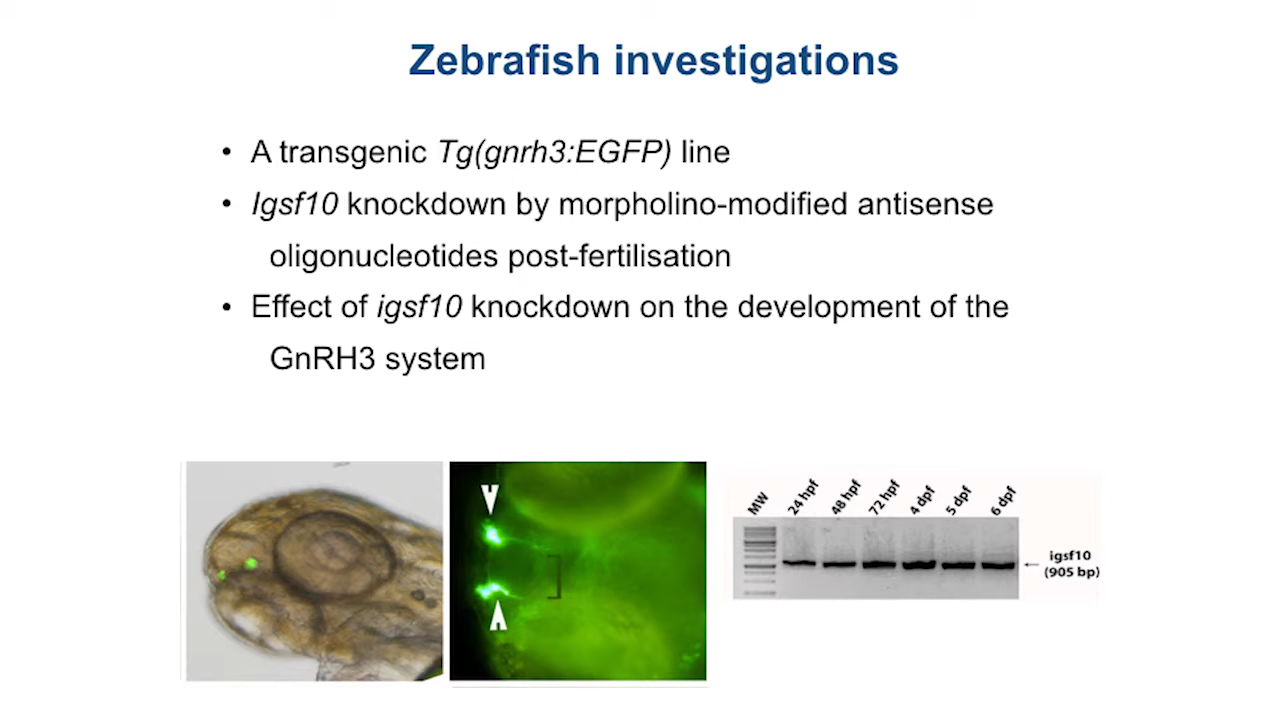 Zebrafish investigations
• A transgenic Tg(gnrh3:EGFP) line
• Igsf10 knockdown by morpholino-modified antisense
oligonucleotides post-fertilisation
• Effect of igsf10 knockdown on the development of the
GnRH3 system
MW 24 hpf 48 hpf 72 hpf 4 dpf 5 dpf 6 dpf
igsf10
(905 bp)